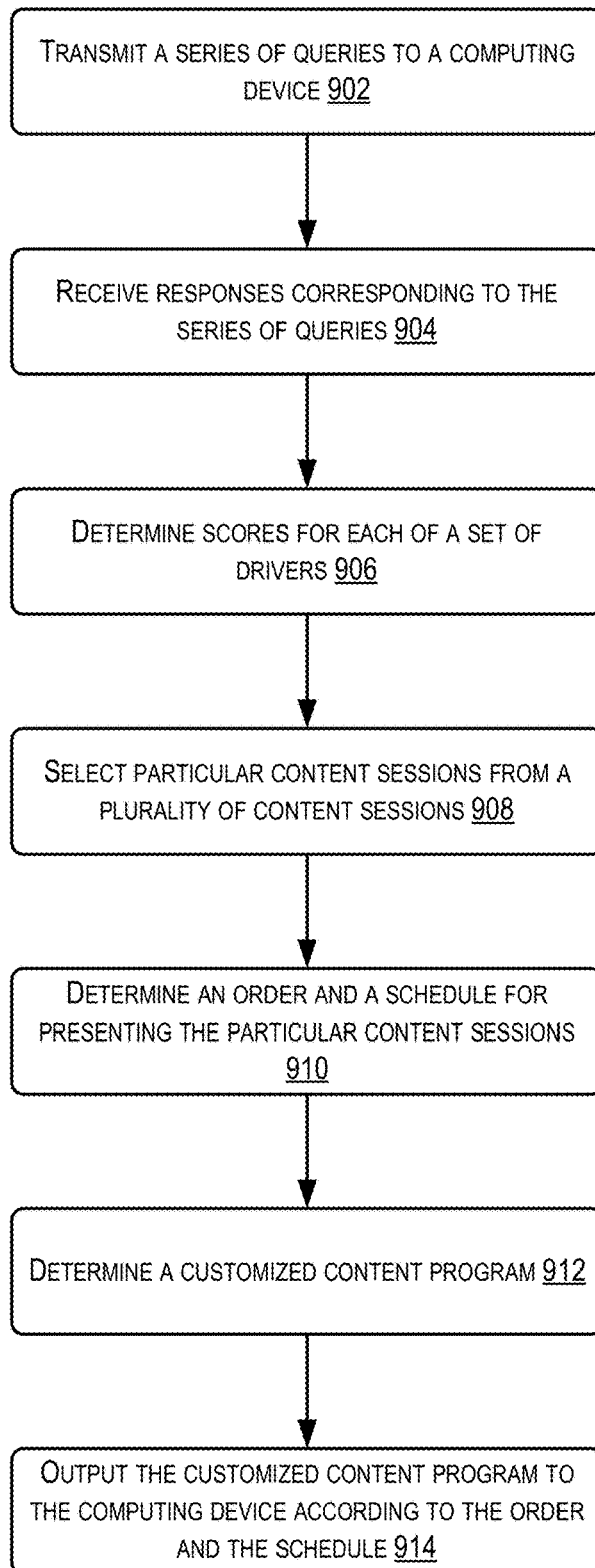 TRANSMIT A SERIES OF QUERIES TO A COMPUTING
DEVICE 902
RECEIVE RESPONSES CORRESPONDING TO THE
SERIES OF QUERIES 904
DETERMINE SCORES FOR EACH OF A SET OF
DRIVERS 906
SELECT PARTICULAR CONTENT SESSIONS FROM A
PLURALITY OF CONTENT SESSIONS 908
DETERMINE AN ORDER AND A SCHEDULE FOR
PRESENTING THE PARTICULAR CONTENT SESSIONS
910
DETERMINE A CUSTOMIZED CONTENT PROGRAM 912
OUTPUT THE CUSTOMIZED CONTENT PROGRAM TO
THE COMPUTING DEVICE ACCORDING TO THE ORDER
AND THE SCHEDULE 914